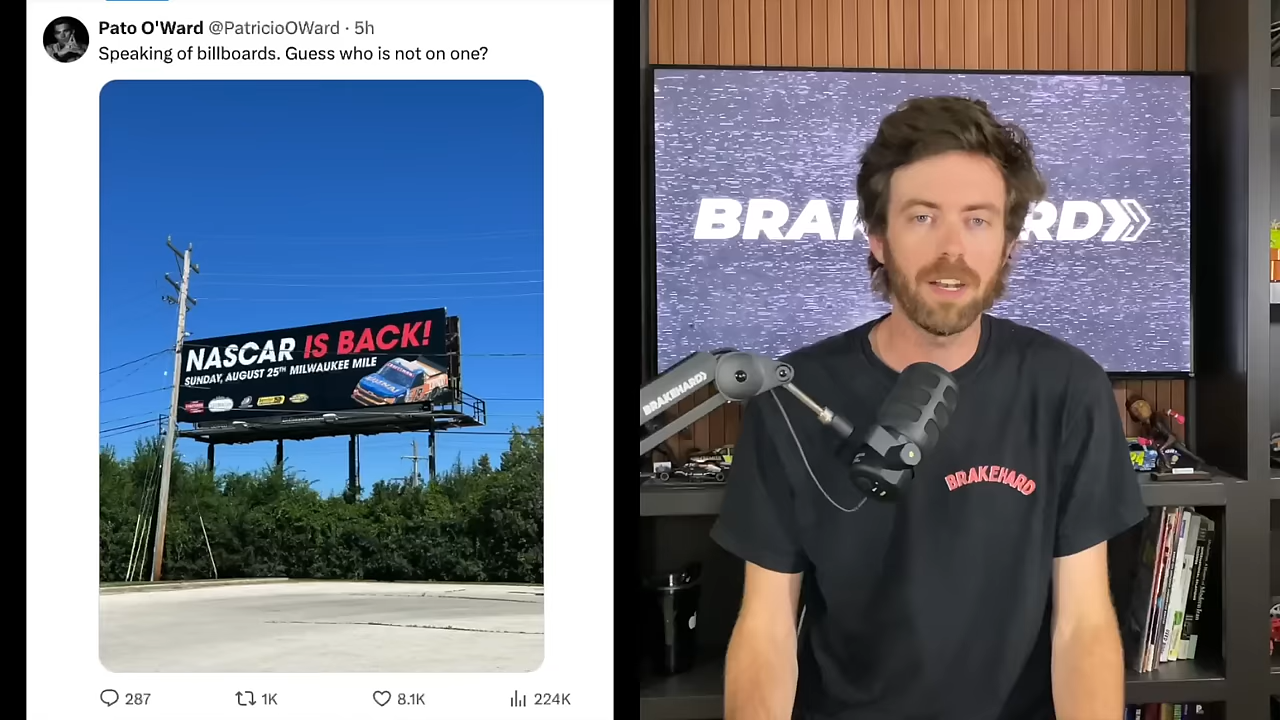 Pato O'Ward @PatricioOWard · 5h
Speaking of billboards. Guess who is not on one?
NASCAR IS BACK!
SUNDAY, AUGUST 25TH MILWAUKEE MILE
287 1K 8.1K 224K
BRAKEHARD
BRAKEHARD